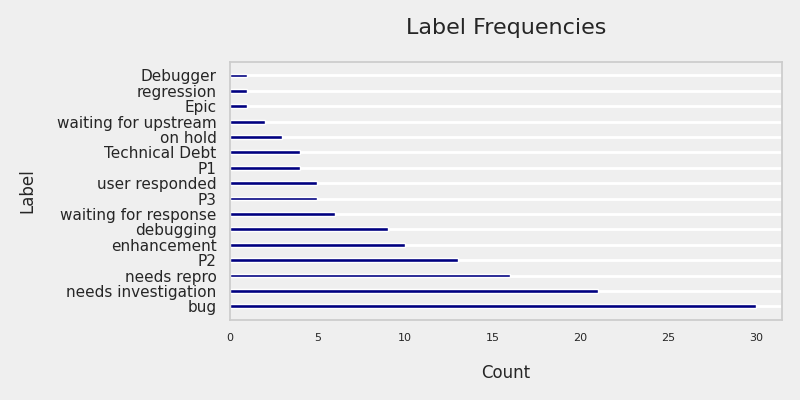 Label Frequencies
Label
Debugger
regression
Epic
waiting for upstream
on hold
Technical Debt
P1
user responded
P3
waiting for response
debugging
enhancement
P2
needs repro
needs investigation
bug
0 5 10 15 20 25 30
Count